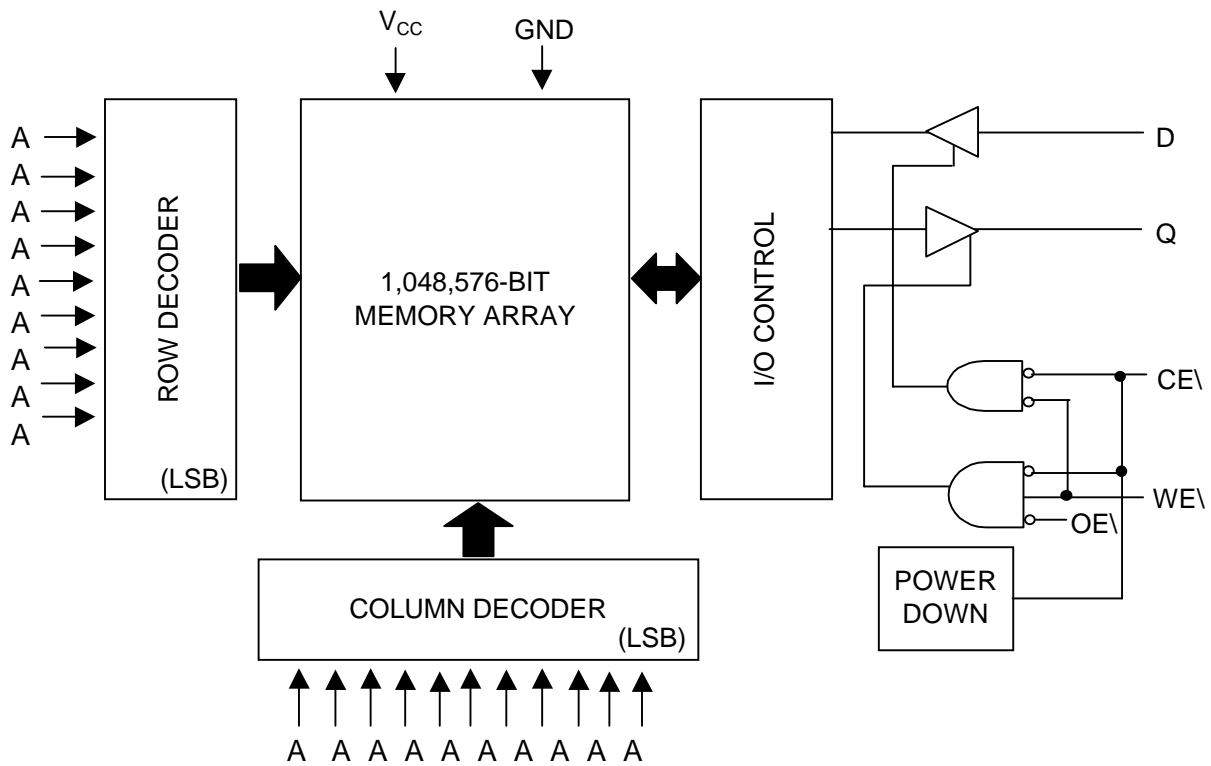 VCC
GND
A
A
A
A
A
A
A
A
A
ROW DECODER
(LSB)
1,048,576-BIT
MEMORY ARRAY
I/O CONTROL
D
Q
CE\
WE\
OE\
POWER
DOWN
COLUMN DECODER
(LSB)
A A A A A A A A A A A